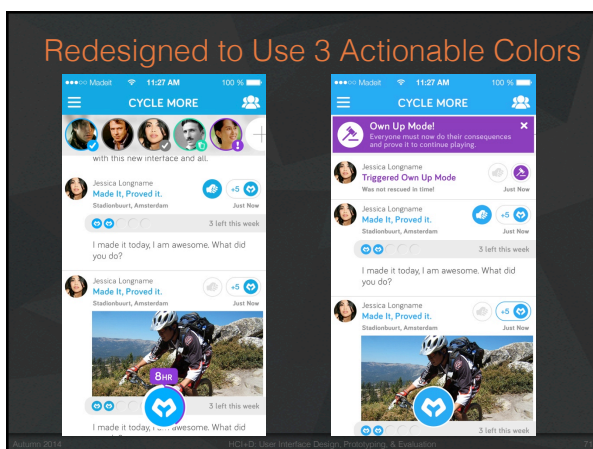 Redesigned to Use 3 Actionable Colors
Madeit 11:27 AM 100 %
CYCLE MORE
with this new interface and all.
Jessica Longname
Made It, Proved it.
+5
Stadionbuurt, Amsterdam Just Now
3 left this week
I made it today, I am awesome. What did
you do?
Jessica Longname
Made It, Proved it.
+5
Stadionbuurt, Amsterdam Just Now
8HR
3 left this week
I made it today, I am awesome. What did
Madeit 11:27 AM 100 %
CYCLE MORE
Own Up Mode!
Everyone must now do their consequences
and prove it to continue playing.
Jessica Longname
Triggered Own Up Mode
Was not rescued in time! Just Now
Jessica Longname
Made It, Proved it.
+5
Stadionbuurt, Amsterdam Just Now
3 left this week
I made it today, I am awesome. What did
you do?
Jessica Longname
Made It, Proved it.
+5
Stadionbuurt, Amsterdam Just Now
3 left this week
Autumn 2014 HCI+D: User Interface Design, Prototyping, & Evaluation 71